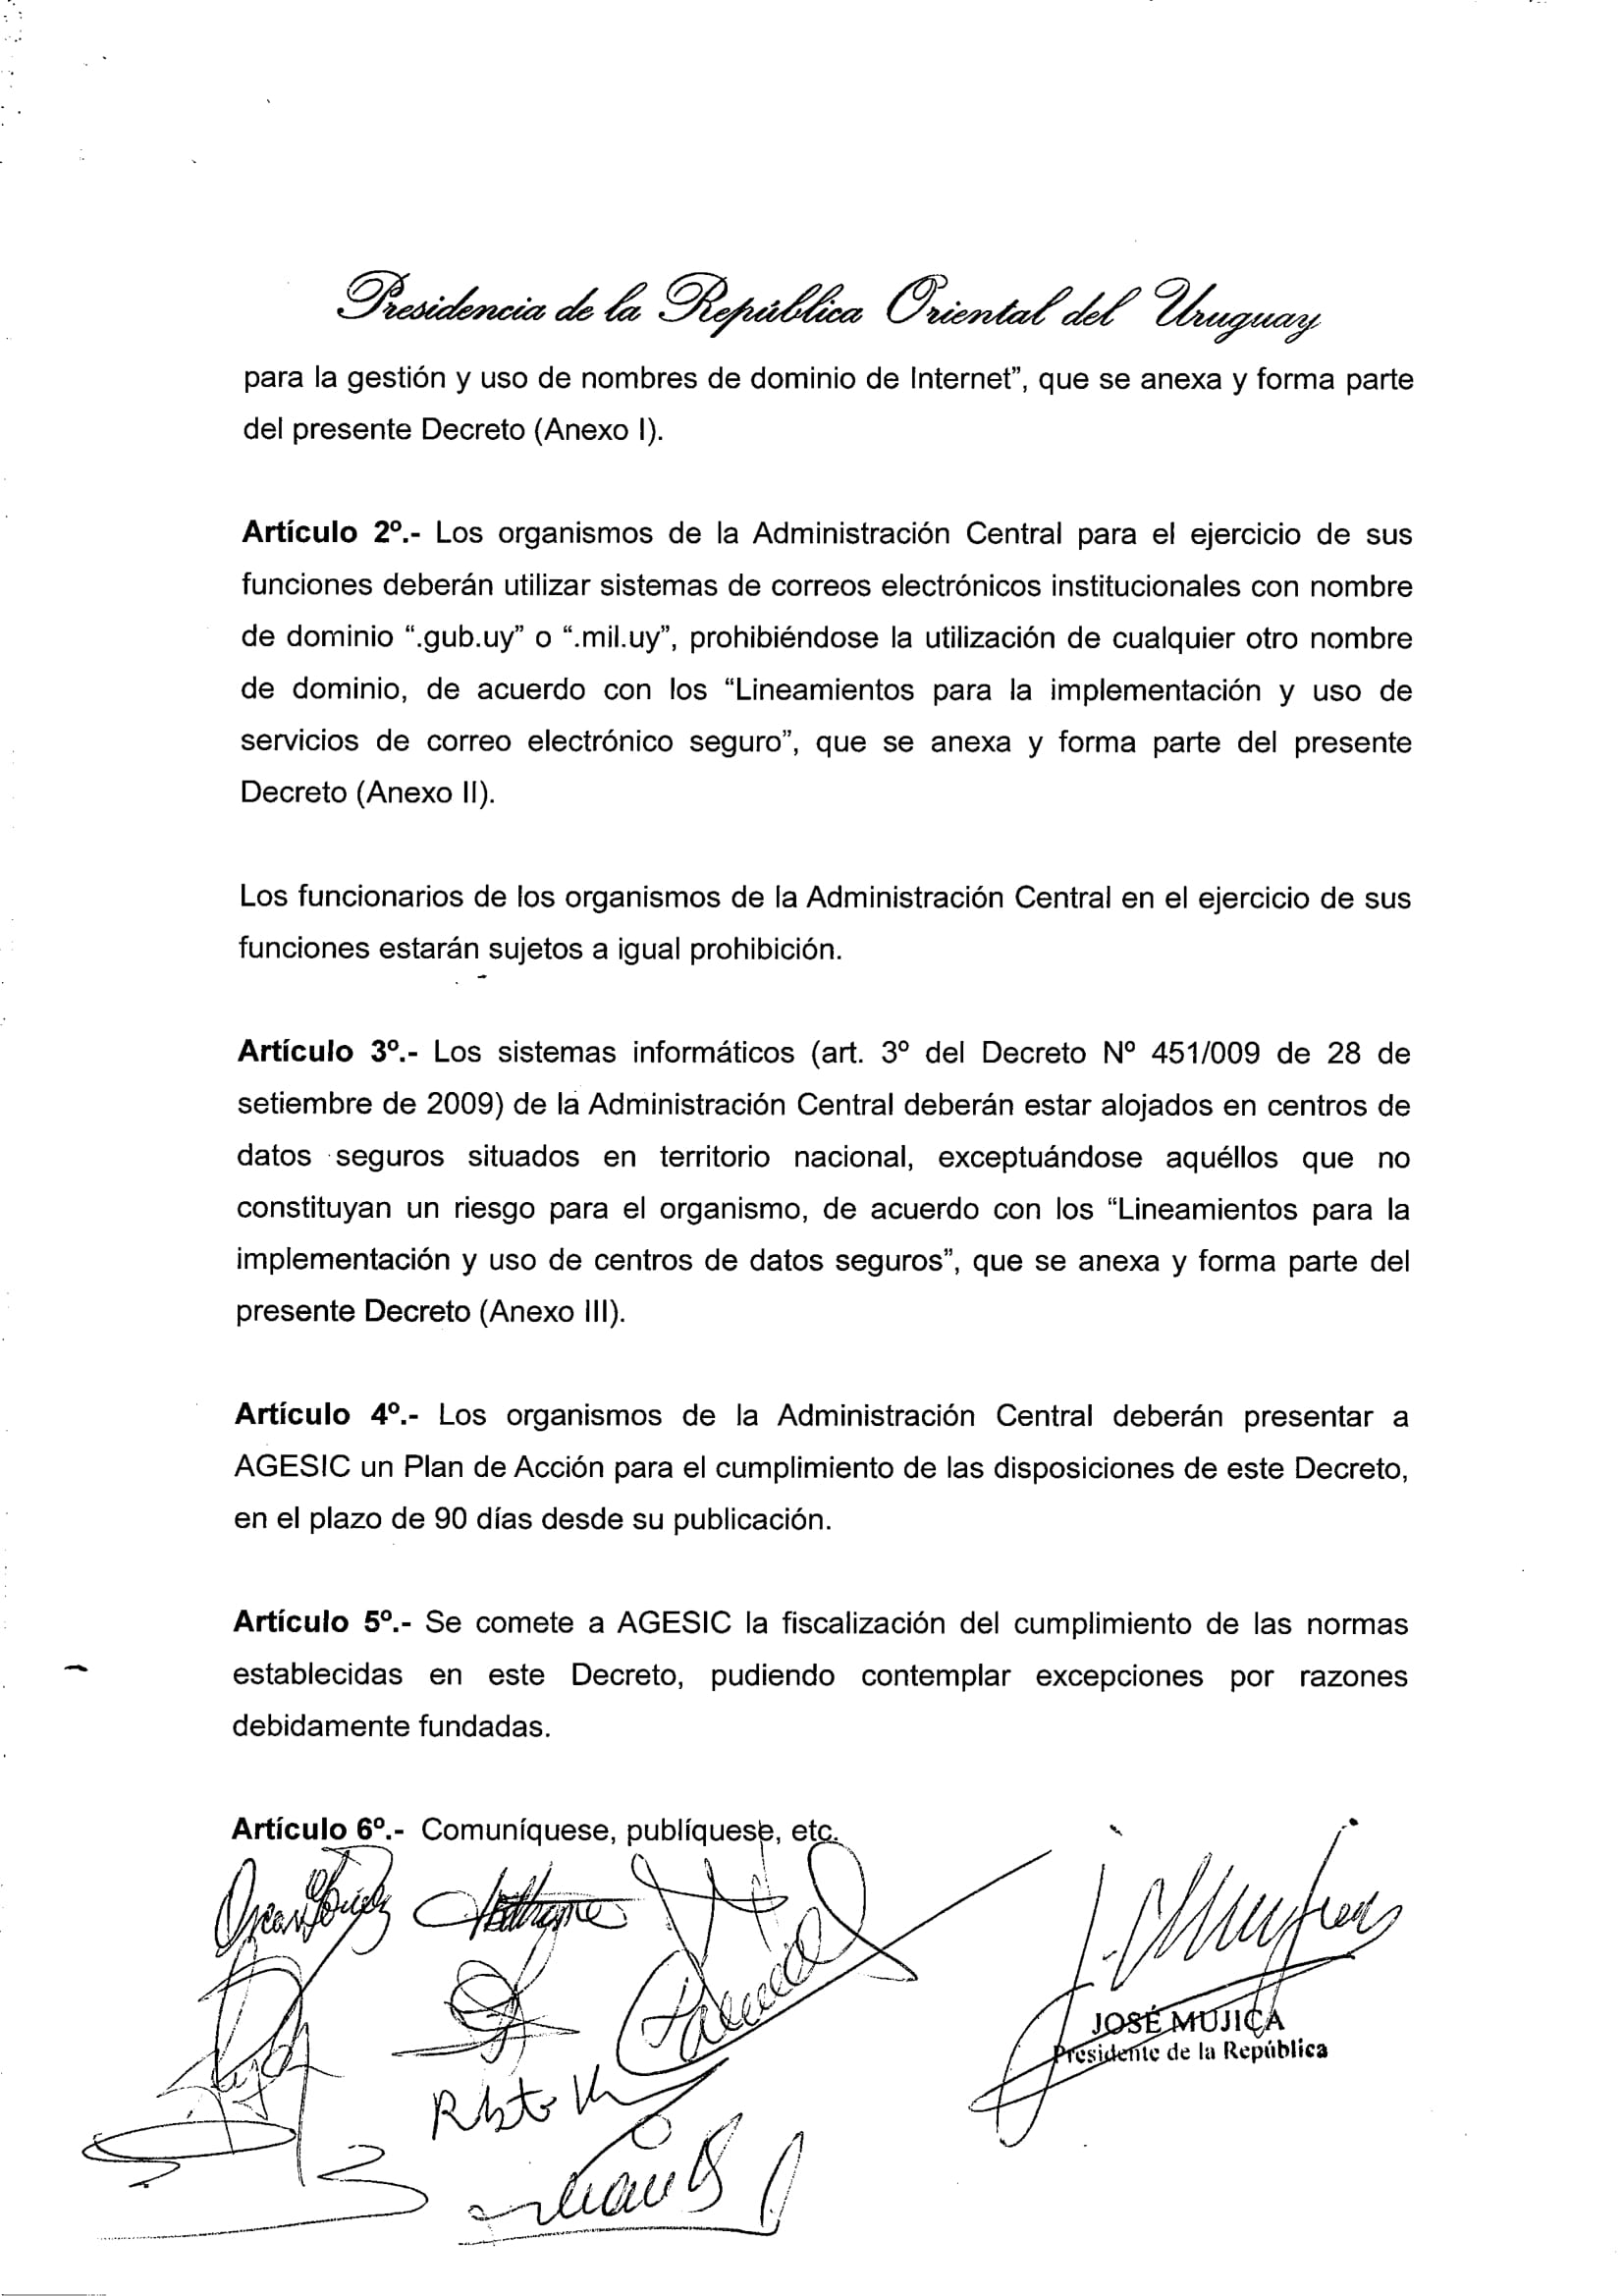 Presidencia de la República Oriental del Uruguay
para la gestión y uso de nombres de dominio de Internet”, que se anexa y forma parte
del presente Decreto (Anexo I).
Artículo 2º.- Los organismos de la Administración Central para el ejercicio de sus
funciones deberán utilizar sistemas de correos electrónicos institucionales con nombre
de dominio “.gub.uy” o “.mil.uy”, prohibiéndose la utilización de cualquier otro nombre
de dominio, de acuerdo con los “Lineamientos para la implementación y uso de
servicios de correo electrónico seguro”, que se anexa y forma parte del presente
Decreto (Anexo II).
Los funcionarios de los organismos de la Administración Central en el ejercicio de sus
funciones estarán sujetos a igual prohibición.
Artículo 3º.- Los sistemas informáticos (art. 3º del Decreto Nº 451/009 de 28 de
setiembre de 2009) de la Administración Central deberán estar alojados en centros de
datos seguros situados en territorio nacional, exceptuándose aquéllos que no
constituyan un riesgo para el organismo, de acuerdo con los “Lineamientos para la
implementación y uso de centros de datos seguros”, que se anexa y forma parte del
presente Decreto (Anexo III).
Artículo 4º.- Los organismos de la Administración Central deberán presentar a
AGESIC un Plan de Acción para el cumplimiento de las disposiciones de este Decreto,
en el plazo de 90 días desde su publicación.
Artículo 5º.- Se comete a AGESIC la fiscalización del cumplimiento de las normas
establecidas en este Decreto, pudiendo contemplar excepciones por razones
debidamente fundadas.
Artículo 6º.- Comuníquese, publíquese, etc.
JOSÉ MUJICA
Presidente de la República